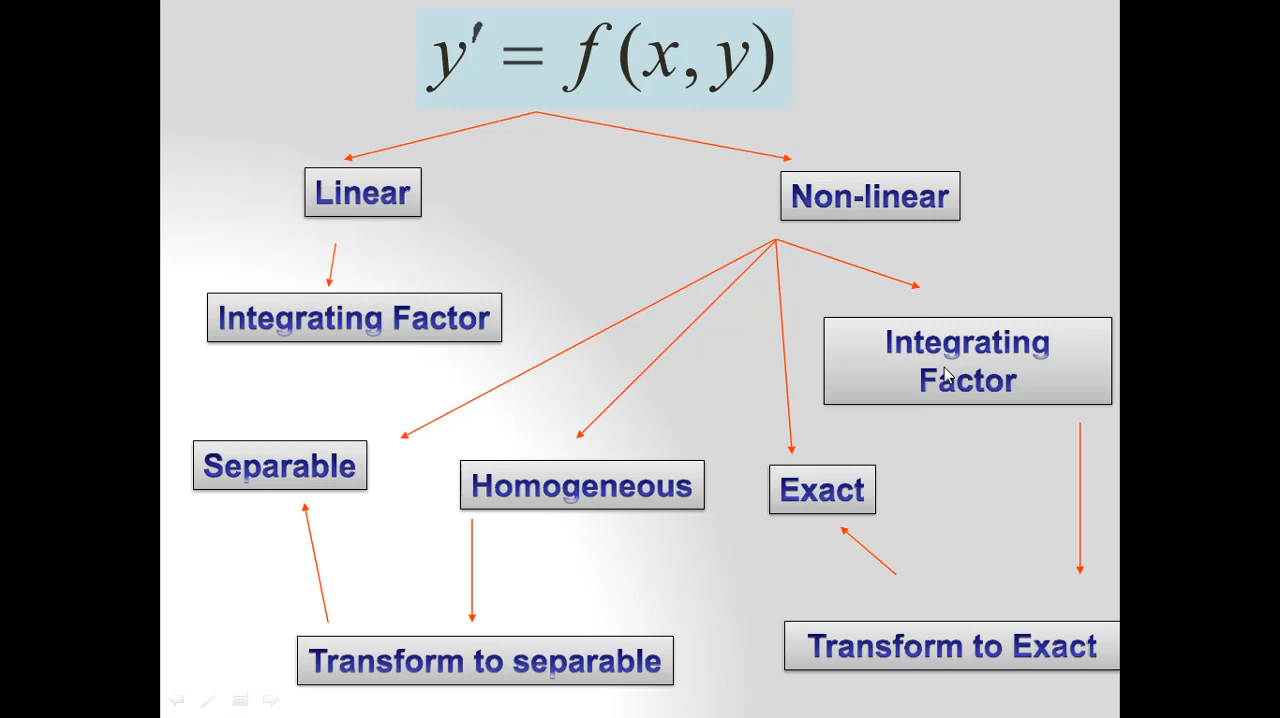 y' = f(x, y)
Linear
Non-linear
Integrating Factor
Integrating
Factor
Separable
Homogeneous
Exact
Transform to separable
Transform to Exact